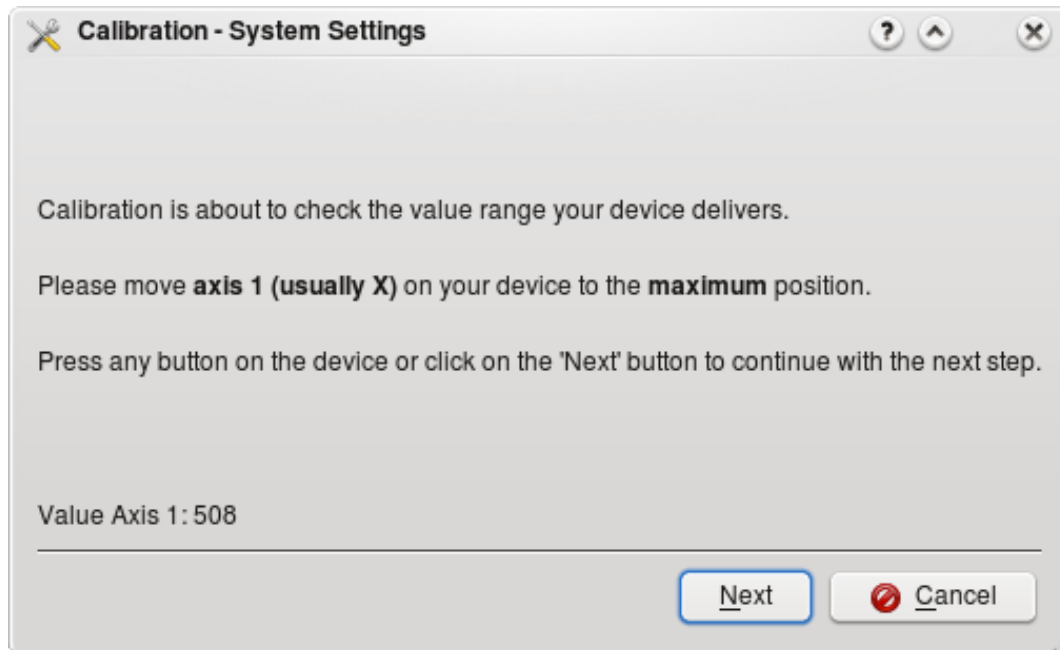 Calibration - System Settings
Calibration is about to check the value range your device delivers.
Please move axis 1 (usually X) on your device to the maximum position.
Press any button on the device or click on the 'Next' button to continue with the next step.
Value Axis 1: 508
Next
Cancel